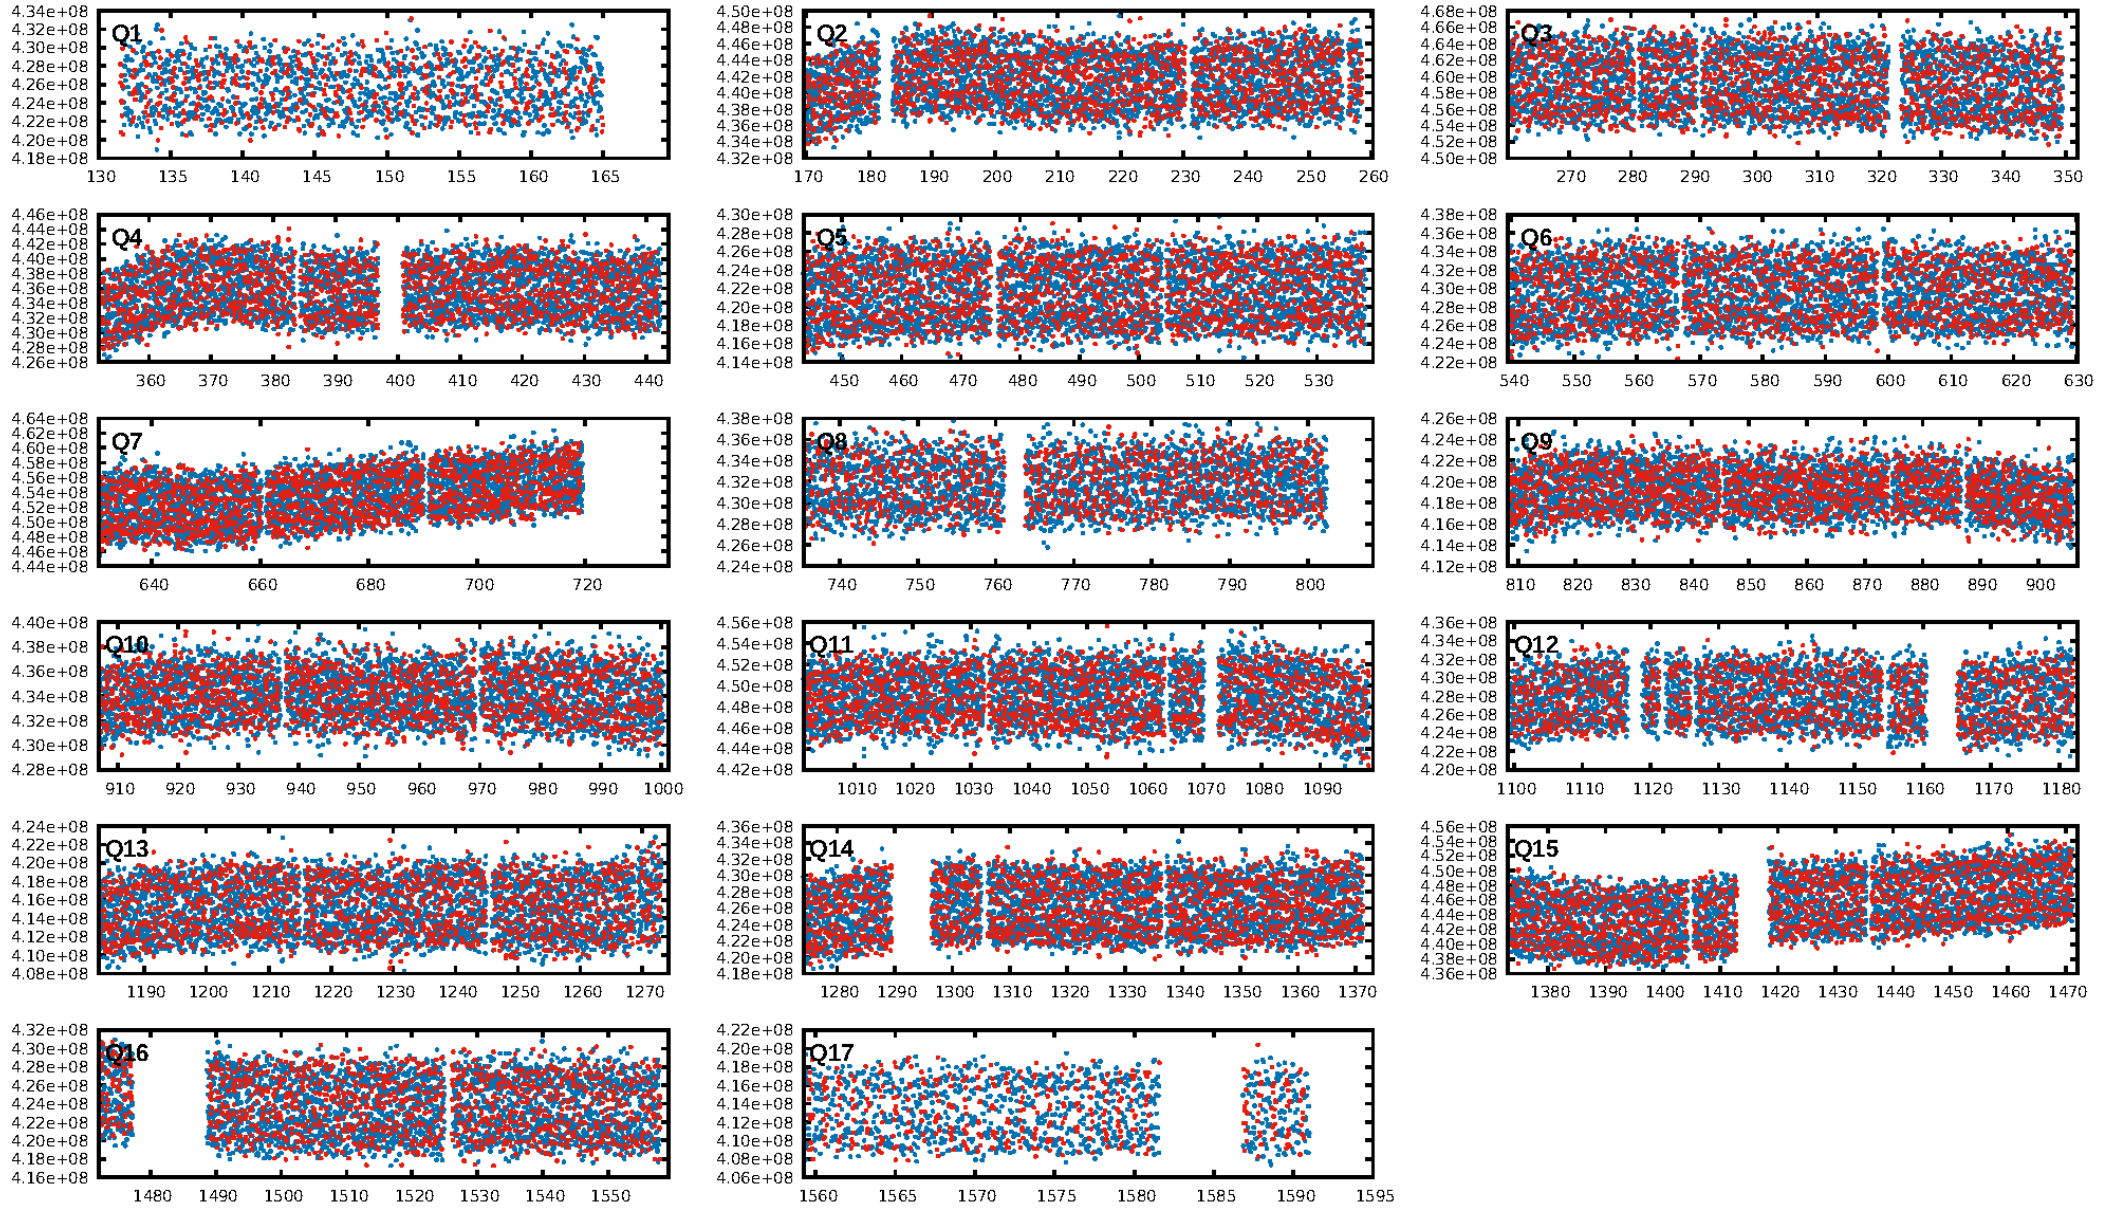 4.34e+08
4.32e+08
4.30e+08
4.28e+08
4.26e+08
4.24e+08
4.22e+08
4.20e+08
4.18e+08
Q1
130 135 140 145 150 155 160 165
4.50e+08
4.48e+08
4.46e+08
4.44e+08
4.42e+08
4.40e+08
4.38e+08
4.36e+08
4.34e+08
4.32e+08
Q2
170 180 190 200 210 220 230 240 250 260
4.68e+08
4.66e+08
4.64e+08
4.62e+08
4.60e+08
4.58e+08
4.56e+08
4.54e+08
4.52e+08
4.50e+08
Q3
270 280 290 300 310 320 330 340 350
4.46e+08
4.44e+08
4.42e+08
4.40e+08
4.38e+08
4.36e+08
4.34e+08
4.32e+08
4.30e+08
4.28e+08
4.26e+08
Q4
360 370 380 390 400 410 420 430 440
4.30e+08
4.28e+08
4.26e+08
4.24e+08
4.22e+08
4.20e+08
4.18e+08
4.16e+08
4.14e+08
Q5
450 460 470 480 490 500 510 520 530
4.38e+08
4.36e+08
4.34e+08
4.32e+08
4.30e+08
4.28e+08
4.26e+08
4.24e+08
4.22e+08
Q6
540 550 560 570 580 590 600 610 620 630
4.64e+08
4.62e+08
4.60e+08
4.58e+08
4.56e+08
4.54e+08
4.52e+08
4.50e+08
4.48e+08
4.46e+08
4.44e+08
Q7
640 660 680 700 720
4.38e+08
4.36e+08
4.34e+08
4.32e+08
4.30e+08
4.28e+08
4.26e+08
4.24e+08
Q8
740 750 760 770 780 790 800
4.26e+08
4.24e+08
4.22e+08
4.20e+08
4.18e+08
4.16e+08
4.14e+08
4.12e+08
Q9
810 820 830 840 850 860 870 880 890 900
4.40e+08
4.38e+08
4.36e+08
4.34e+08
4.32e+08
4.30e+08
4.28e+08
Q10
910 920 930 940 950 960 970 980 990 1000
4.56e+08
4.54e+08
4.52e+08
4.50e+08
4.48e+08
4.46e+08
4.44e+08
4.42e+08
Q11
1010 1020 1030 1040 1050 1060 1070 1080 1090
4.36e+08
4.34e+08
4.32e+08
4.30e+08
4.28e+08
4.26e+08
4.24e+08
4.22e+08
4.20e+08
Q12
1100 1110 1120 1130 1140 1150 1160 1170 1180
4.24e+08
4.22e+08
4.20e+08
4.18e+08
4.16e+08
4.14e+08
4.12e+08
4.10e+08
4.08e+08
Q13
1190 1200 1210 1220 1230 1240 1250 1260 1270
4.36e+08
4.34e+08
4.32e+08
4.30e+08
4.28e+08
4.26e+08
4.24e+08
4.22e+08
4.20e+08
4.18e+08
Q14
1280 1290 1300 1310 1320 1330 1340 1350 1360 1370
4.56e+08
4.54e+08
4.52e+08
4.50e+08
4.48e+08
4.46e+08
4.44e+08
4.42e+08
4.40e+08
4.38e+08
4.36e+08
Q15
1380 1390 1400 1410 1420 1430 1440 1450 1460 1470
4.32e+08
4.30e+08
4.28e+08
4.26e+08
4.24e+08
4.22e+08
4.20e+08
4.18e+08
4.16e+08
Q16
1480 1490 1500 1510 1520 1530 1540 1550
4.22e+08
4.20e+08
4.18e+08
4.16e+08
4.14e+08
4.12e+08
4.10e+08
4.08e+08
4.06e+08
Q17
1560 1565 1570 1575 1580 1585 1590 1595